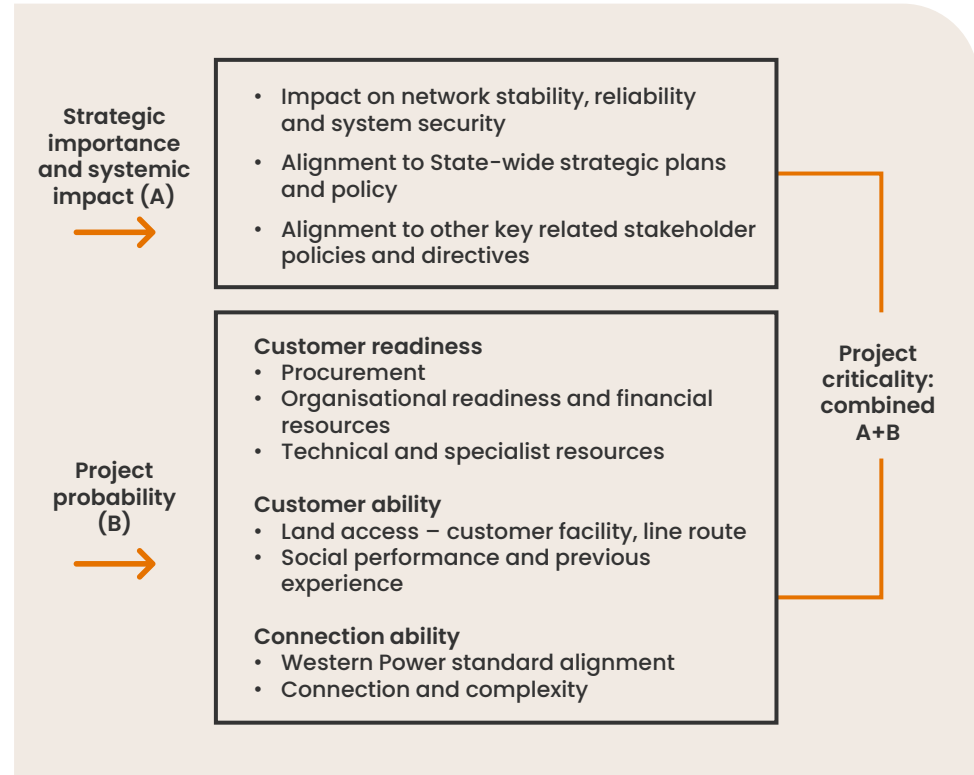 Strategic
importance
and systemic
impact (A)
• Impact on network stability, reliability
and system security
• Alignment to State-wide strategic plans
and policy
• Alignment to other key related stakeholder
policies and directives
Project
probability
(B)
Customer readiness
• Procurement
• Organisational readiness and financial
resources
• Technical and specialist resources
Customer ability
• Land access – customer facility, line route
• Social performance and previous
experience
Connection ability
• Western Power standard alignment
• Connection and complexity
Project
criticality:
combined
A+B